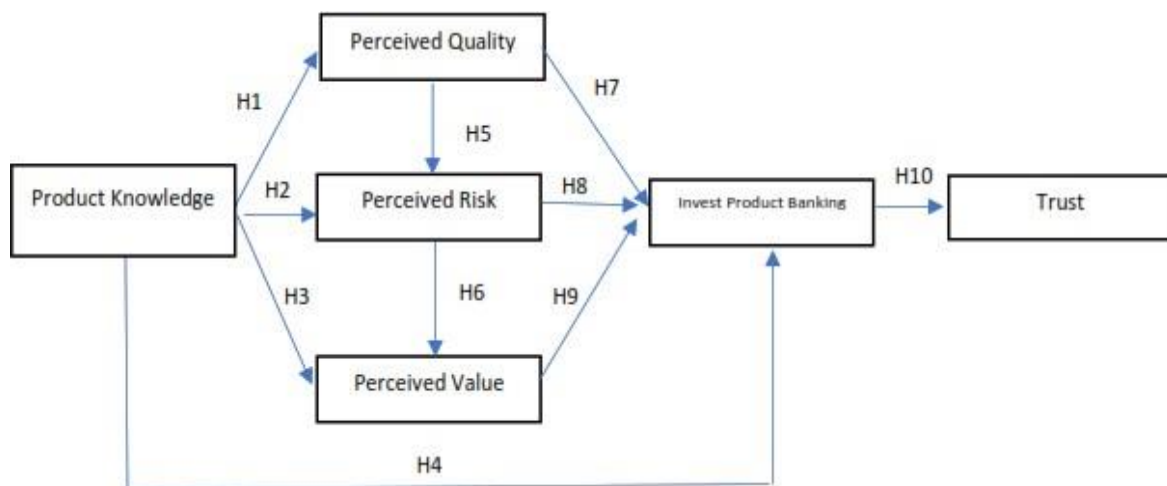 Perceived Quality
H1
H7
H5
Product Knowledge
H2
Perceived Risk
H8
Invest Product Banking
H10
Trust
H3
H6
H9
Perceived Value
H4